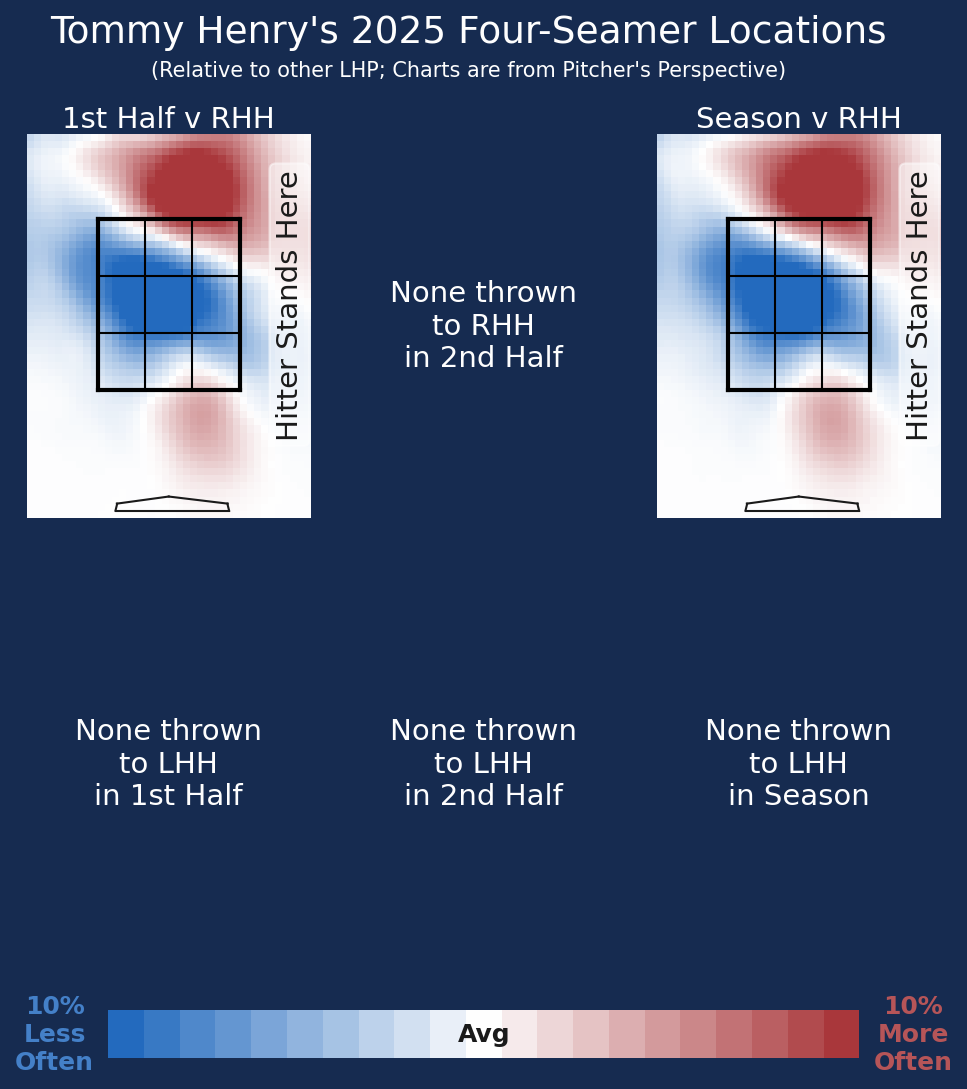 Tommy Henry's 2025 Four-Seamer Locations
(Relative to other LHP; Charts are from Pitcher's Perspective)
1st Half v RHH
Season v RHH
Hitter Stands Here
None thrown
to RHH
in 2nd Half
Hitter Stands Here
None thrown
to LHH
in 1st Half
None thrown
to LHH
in 2nd Half
None thrown
to LHH
in Season
10%
Less
Often
Avg
10%
More
Often